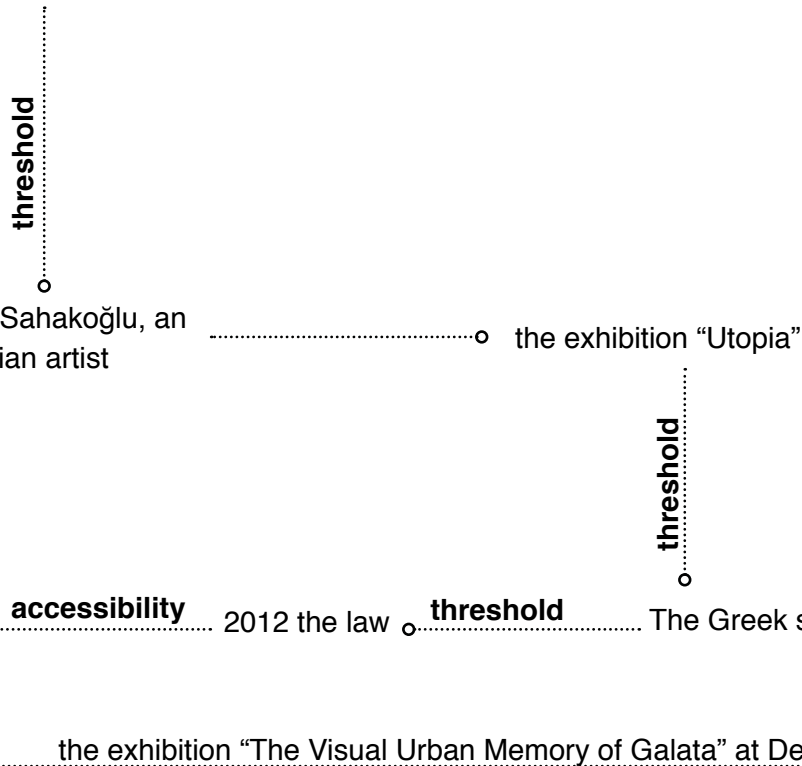 threshold
Sahakoğlu, an
ian artist
the exhibition “Utopia”
threshold
accessibility
2012 the law
threshold
The Greek s
the exhibition “The Visual Urban Memory of Galata” at De